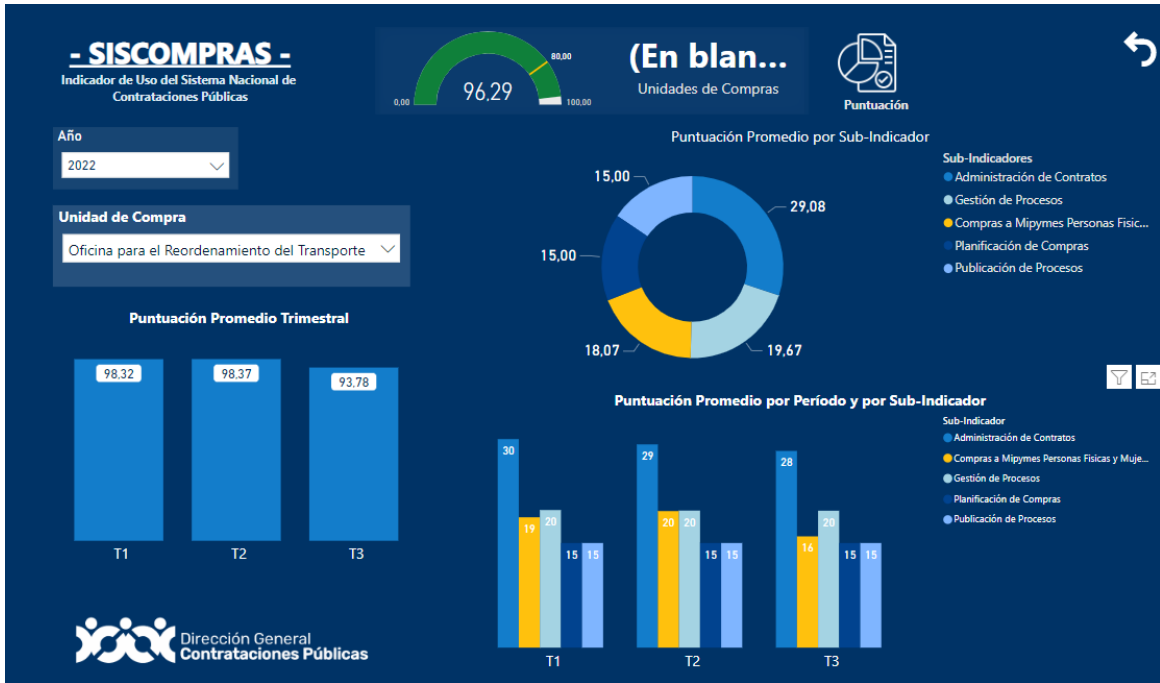 - SISCOMPRAS -
Indicador de Uso del Sistema Nacional de
Contrataciones Públicas
0,00
96,29
80,00
100,00
(En blan...
Unidades de Compras
Puntuación
Año
2022
Unidad de Compra
Oficina para el Reordenamiento del Transporte
Puntuación Promedio por Sub-Indicador
15,00
29,08
15,00
18,07
19,67
Sub-Indicadores
Administración de Contratos
Gestión de Procesos
Compras a Mipymes Personas Fisic...
Planificación de Compras
Publicación de Procesos
Puntuación Promedio Trimestral
98,32
98,37
93,78
T1
T2
T3
Puntuación Promedio por Período y por Sub-Indicador
30
19
20
15
15
29
20
20
15
15
28
16
20
15
15
T1
T2
T3
Sub-Indicador
Administración de Contratos
Compras a Mipymes Personas Fisicas y Muje...
Gestión de Procesos
Planificación de Compras
Publicación de Procesos
Dirección General
Contrataciones Públicas